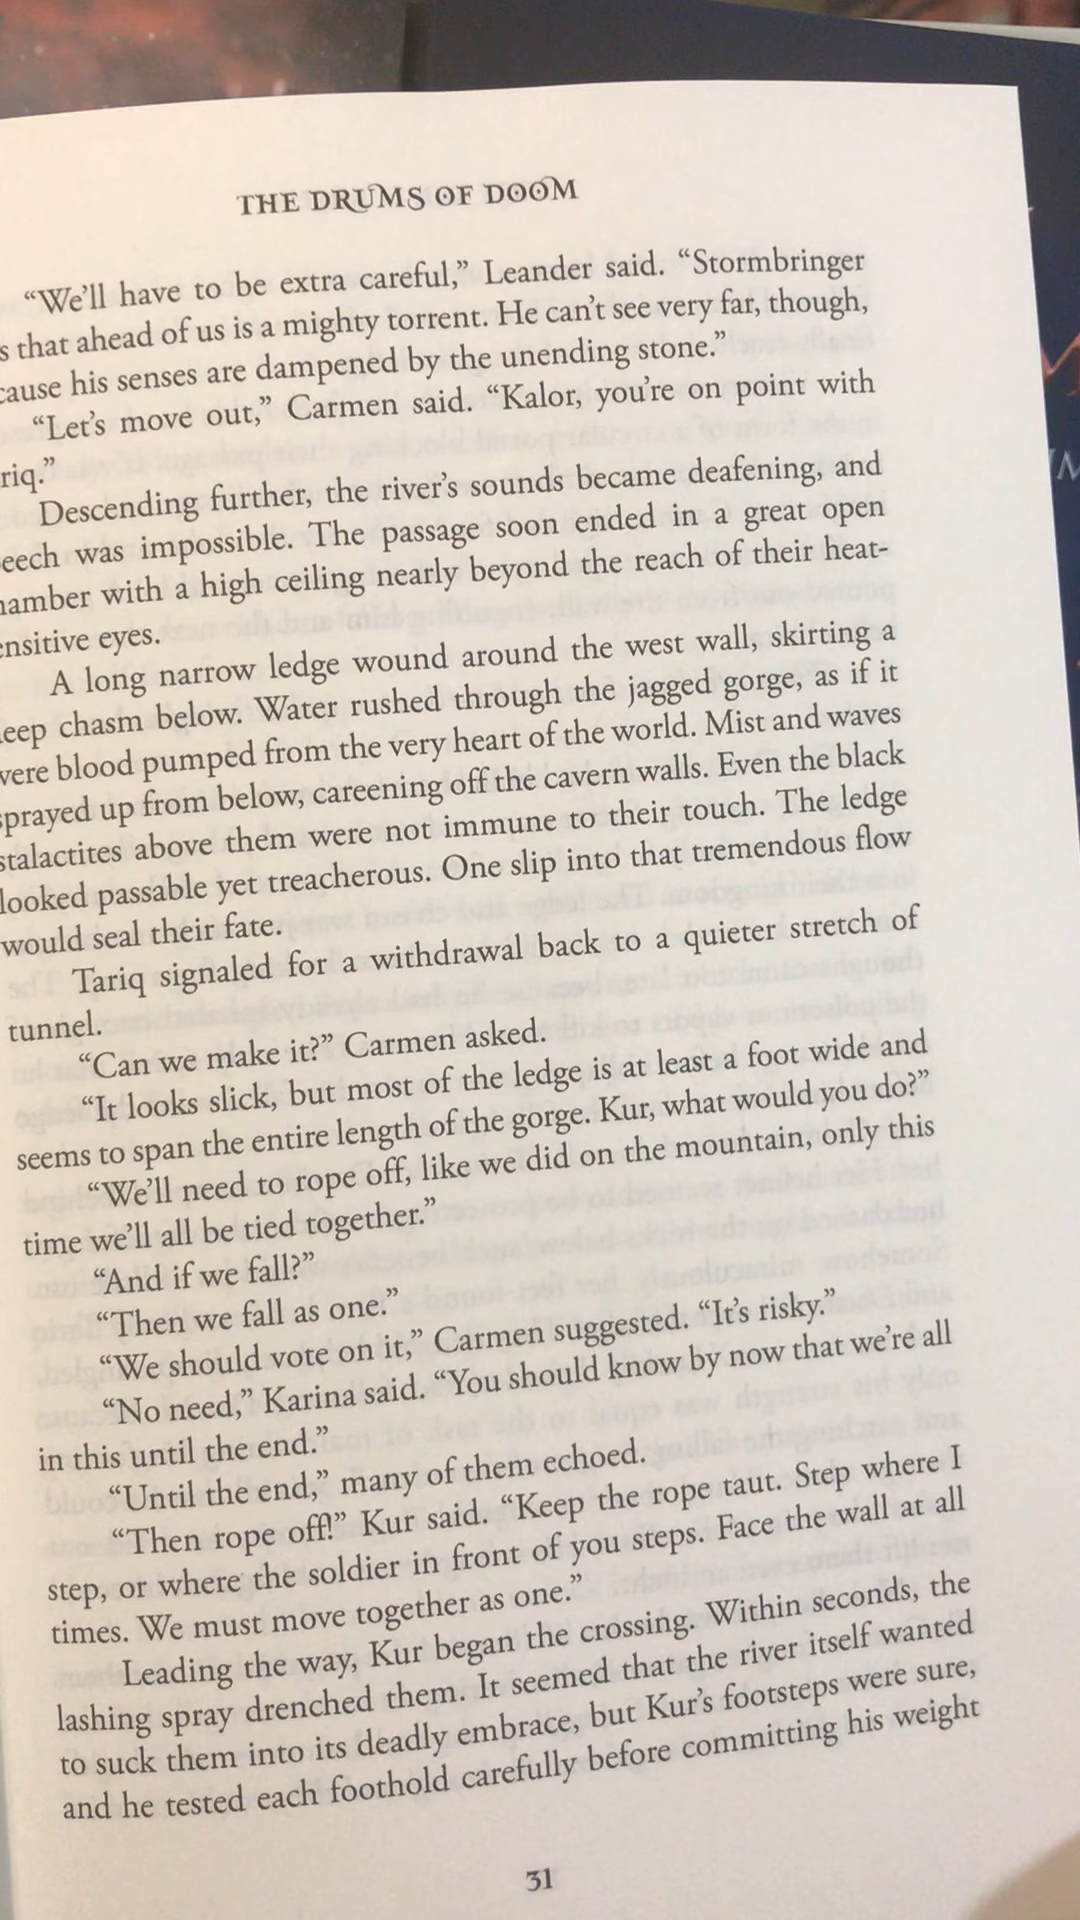 THE DRUMS OF DOOM
“We’ll have to be extra careful,” Leander said. “Stormbringer
s that ahead of us is a mighty torrent. He can’t see very far, though,
cause his senses are dampened by the unending stone.”
“Let’s move out,” Carmen said. “Kalor, you’re on point with
riq.”
Descending further, the river’s sounds became deafening, and
eech was impossible. The passage soon ended in a great open
hamber with a high ceiling nearly beyond the reach of their heat-
ensitive eyes.
A long narrow ledge wound around the west wall, skirting a
eep chasm below. Water rushed through the jagged gorge, as if it
were blood pumped from the very heart of the world. Mist and waves
sprayed up from below, careening off the cavern walls. Even the black
stalactites above them were not immune to their touch. The ledge
looked passable yet treacherous. One slip into that tremendous flow
would seal their fate.
Tariq signaled for a withdrawal back to a quieter stretch of
tunnel.
“Can we make it?” Carmen asked.
“It looks slick, but most of the ledge is at least a foot wide and
seems to span the entire length of the gorge. Kur, what would you do?”
“We’ll need to rope off, like we did on the mountain, only this
time we’ll all be tied together.”
“And if we fall?”
“Then we fall as one.”
“We should vote on it,” Carmen suggested. “It’s risky.”
“No need,” Karina said. “You should know by now that we’re all
in this until the end.”
“Until the end,” many of them echoed.
“Then rope off!” Kur said. “Keep the rope taut. Step where I
step, or where the soldier in front of you steps. Face the wall at all
times. We must move together as one.”
Leading the way, Kur began the crossing. Within seconds, the
lashing spray drenched them. It seemed that the river itself wanted
to suck them into its deadly embrace, but Kur’s footsteps were sure,
and he tested each foothold carefully before committing his weight
31